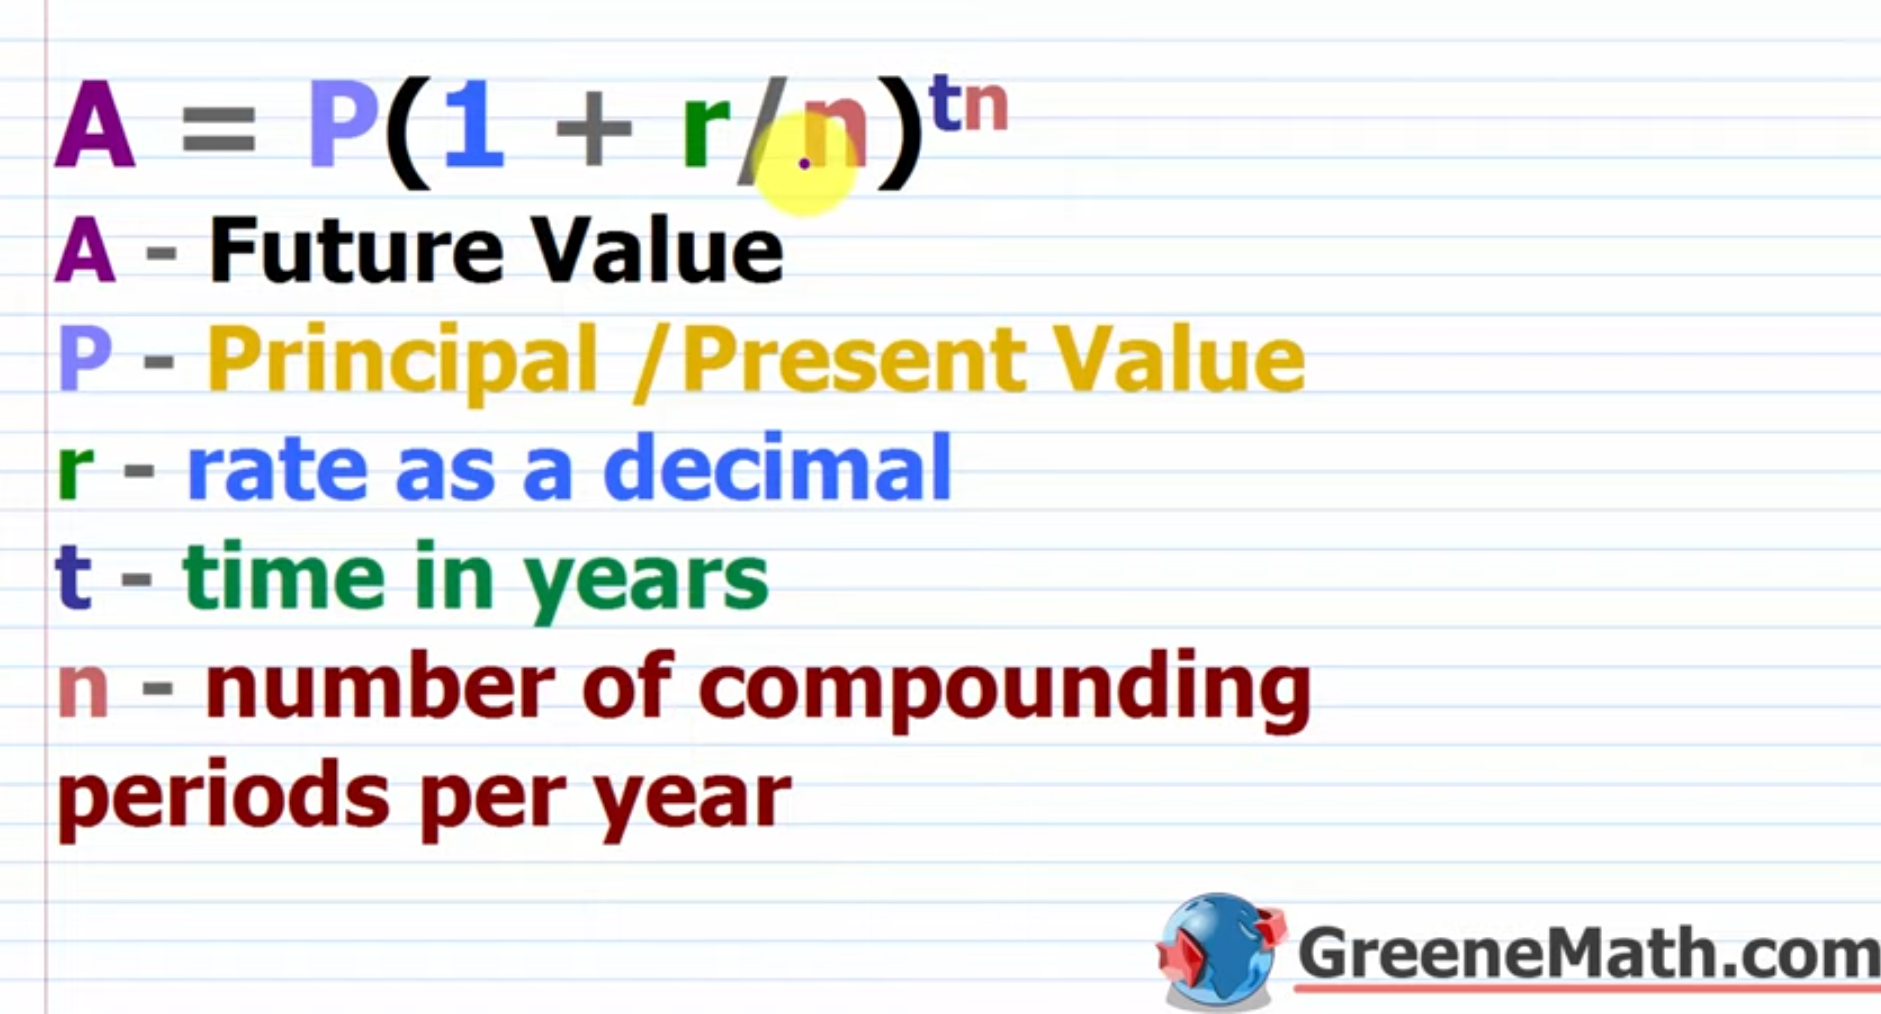 A = P(1 + r/n)^tn
A - Future Value
P - Principal /Present Value
r - rate as a decimal
t - time in years
n - number of compounding
periods per year
GreeneMath.com